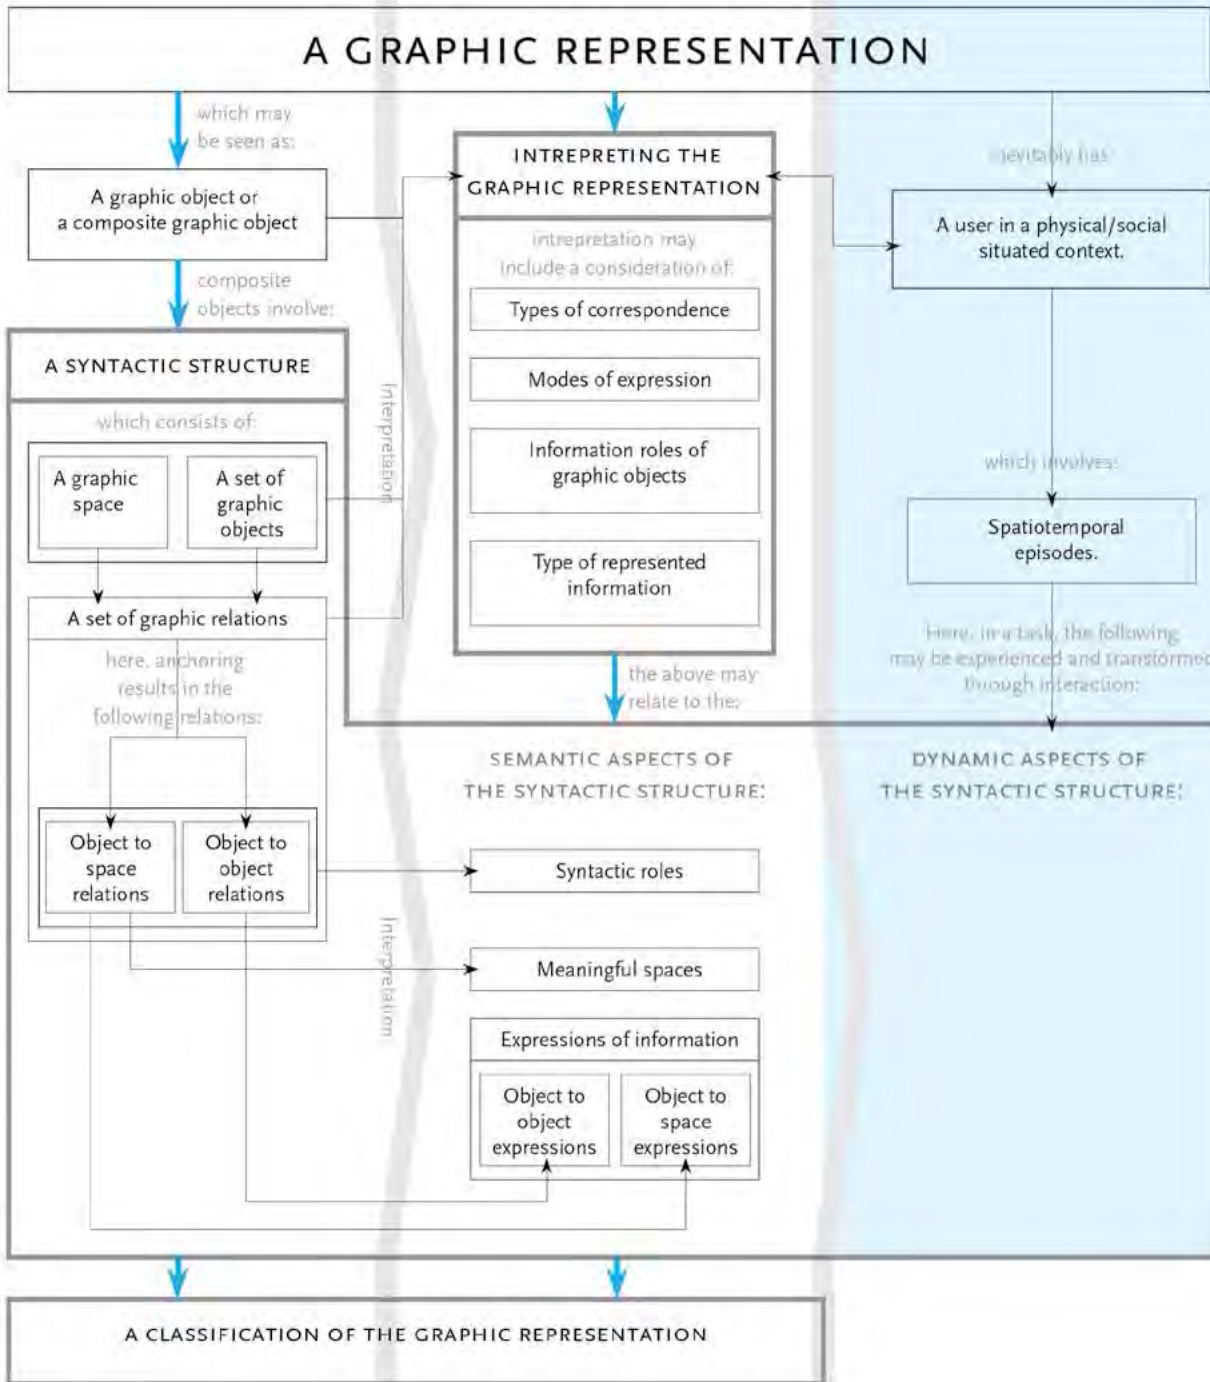 A GRAPHIC REPRESENTATION
which may
be seen as:
A graphic object or
a composite graphic object
composite
objects involve:
A SYNTACTIC STRUCTURE
which consists of:
A graphic
space
A set of
graphic
objects
A set of graphic relations
here, anchoring
results in the
following relations:
Object to
space
relations
Object to
object
relations
Interpretation
Interpretation
INTREPRETING THE
GRAPHIC REPRESENTATION
intrepretation may
include a consideration of:
Types of correspondence
Modes of expression
Information roles of
graphic objects
Type of represented
information
the above may
relate to the:
SEMANTIC ASPECTS OF
THE SYNTACTIC STRUCTURE:
Syntactic roles
Meaningful spaces
Expressions of information
Object to
object
expressions
Object to
space
expressions
inevitably has:
A user in a physical/social
situated context.
which involves:
Spatiotemporal
episodes.
Here, in a task, the following
may be experienced and transformed
through interaction:
DYNAMIC ASPECTS OF
THE SYNTACTIC STRUCTURE:
A CLASSIFICATION OF THE GRAPHIC REPRESENTATION